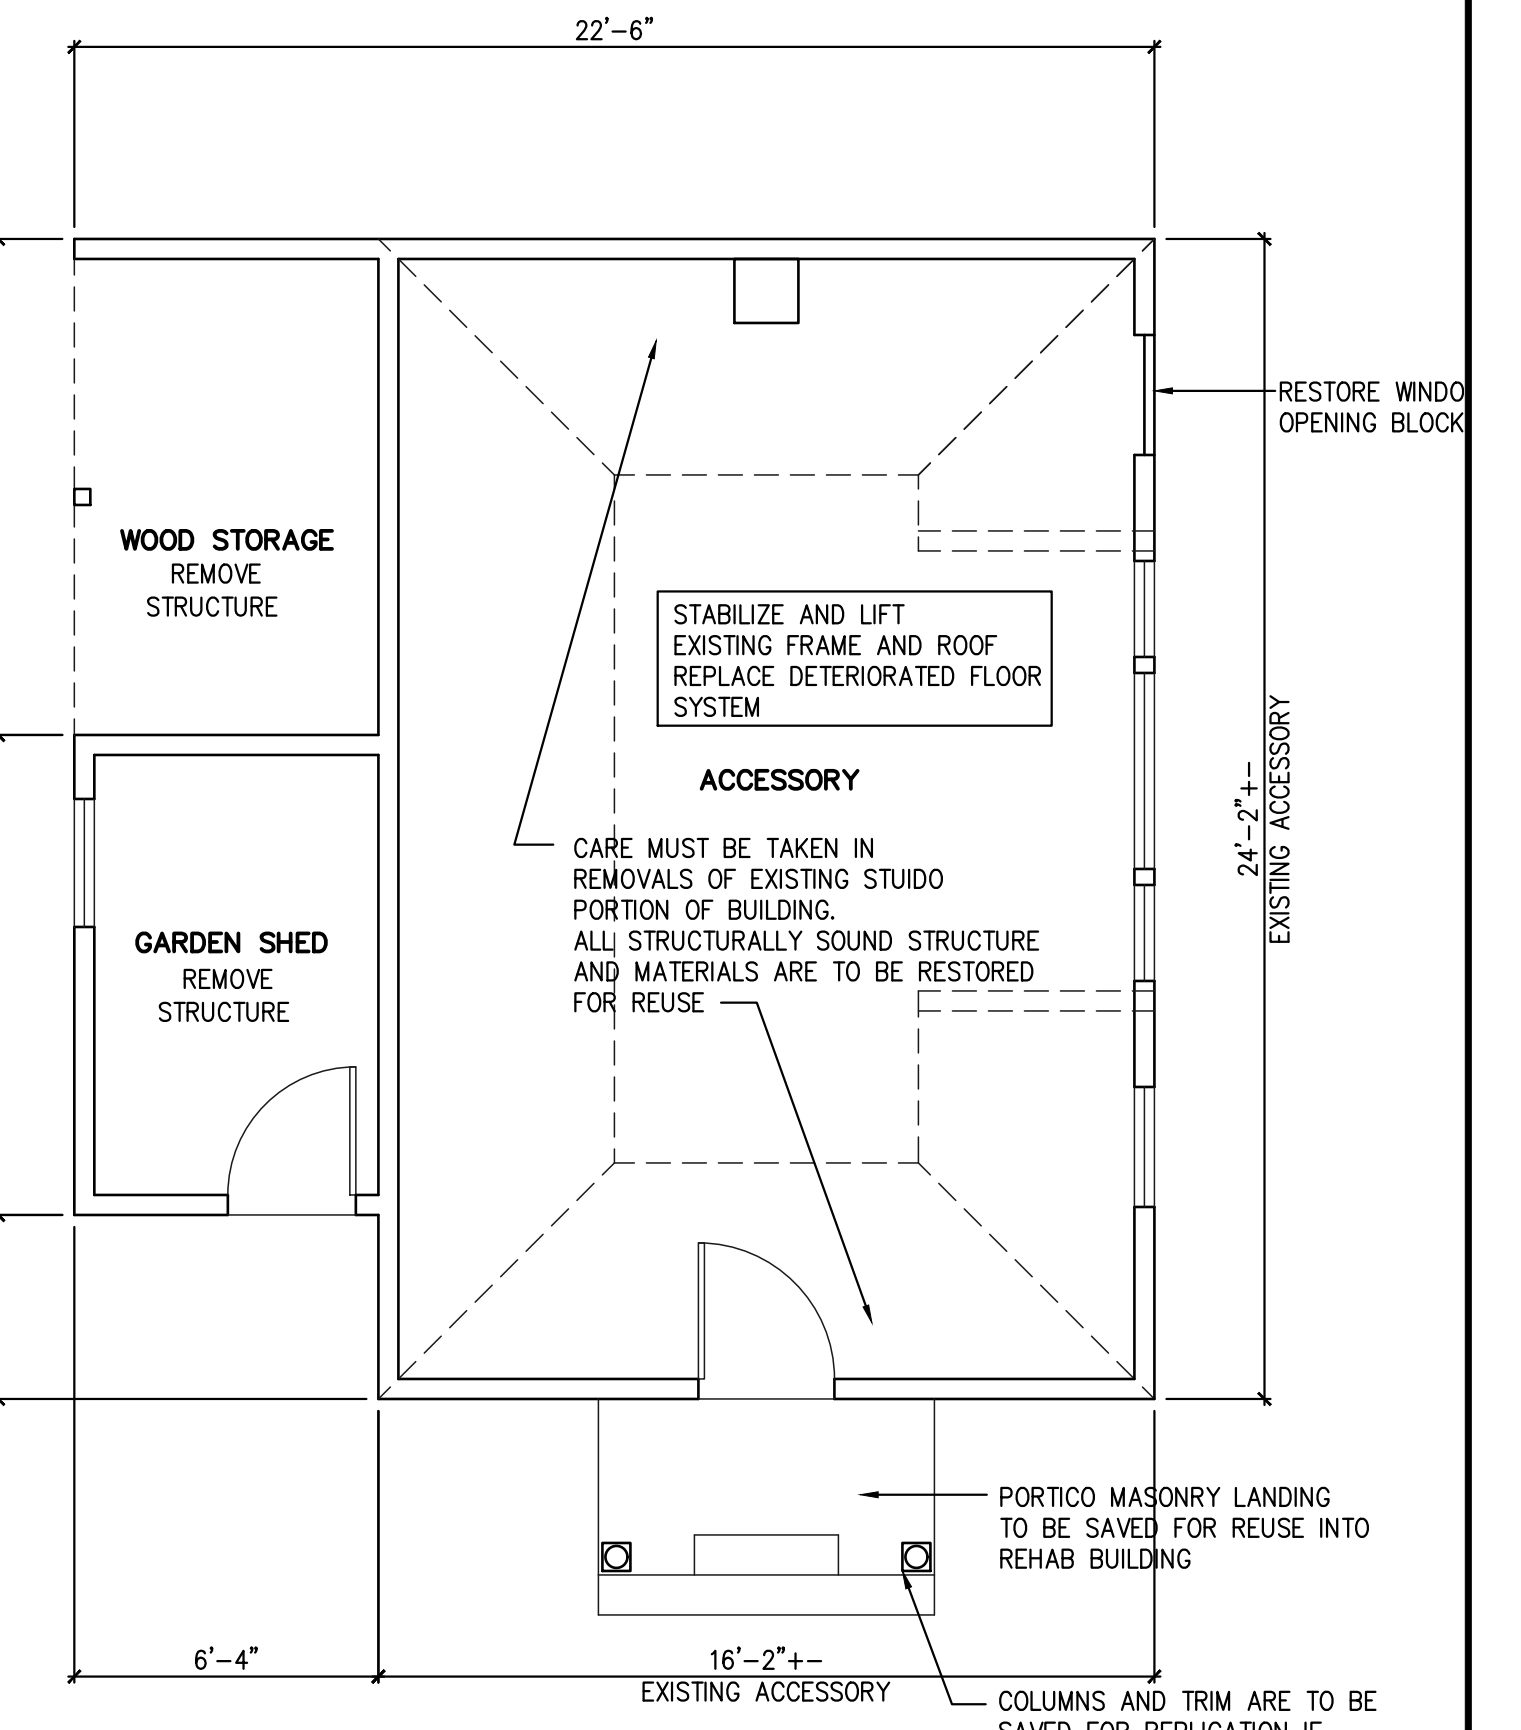 22'-6"
RESTORE WINDO
OPENING BLOCK
WOOD STORAGE
REMOVE
STRUCTURE
STABILIZE AND LIFT
EXISTING FRAME AND ROOF
REPLACE DETERIORATED FLOOR
SYSTEM
ACCESSORY
24'-2"+-
EXISTING ACCESSORY
CARE MUST BE TAKEN IN
REMOVALS OF EXISTING STUIDO
PORTION OF BUILDING.
ALL STRUCTURALLY SOUND STRUCTURE
AND MATERIALS ARE TO BE RESTORED
FOR REUSE
GARDEN SHED
REMOVE
STRUCTURE
PORTICO MASONRY LANDING
TO BE SAVED FOR REUSE INTO
REHAB BUILDING
6'-4"
16'-2"+-
EXISTING ACCESSORY
COLUMNS AND TRIM ARE TO BE
SAVED FOR REPLICATION IF